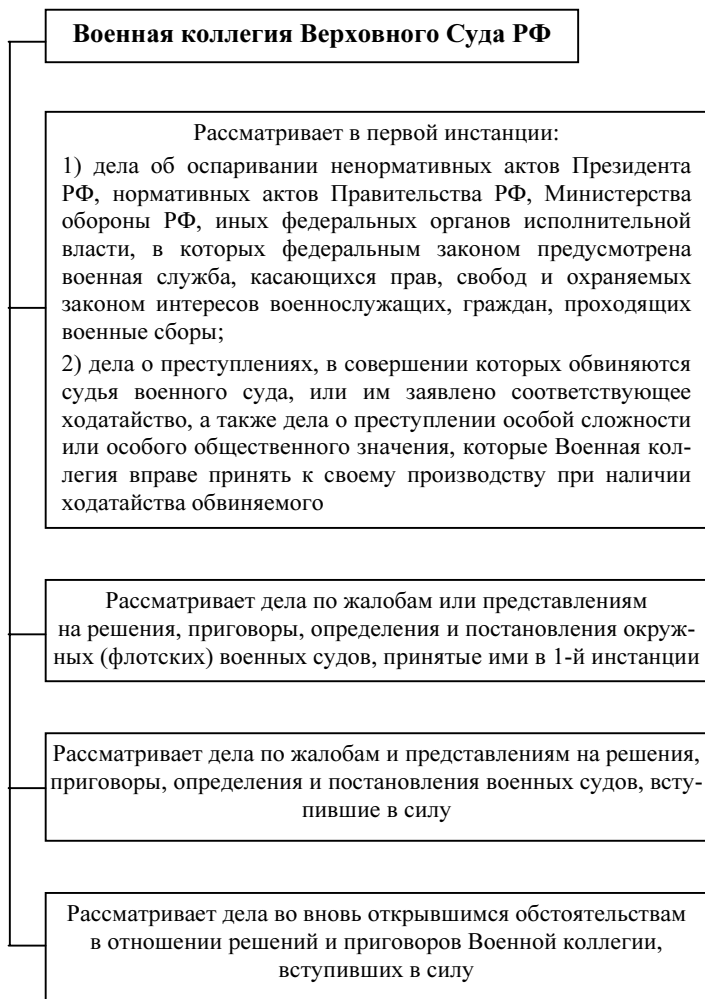 Военная коллегия Верховного Суда РФ
Рассматривает в первой инстанции:
1) дела об оспаривании ненормативных актов Президента
РФ, нормативных актов Правительства РФ, Министерства
обороны РФ, иных федеральных органов исполнительной
власти, в которых федеральным законом предусмотрена
военная служба, касающихся прав, свобод и охраняемых
законом интересов военнослужащих, граждан, проходящих
военные сборы;
2) дела о преступлениях, в совершении которых обвиняются
судья военного суда, или им заявлено соответствующее
ходатайство, а также дела о преступлении особой сложности
или особого общественного значения, которые Военная кол-
легия вправе принять к своему производству при наличии
ходатайства обвиняемого
Рассматривает дела по жалобам или представлениям
на решения, приговоры, определения и постановления окруж-
ных (флотских) военных судов, принятые ими в 1-й инстанции
Рассматривает дела по жалобам и представлениям на решения,
приговоры, определения и постановления военных судов, всту-
пившие в силу
Рассматривает дела во вновь открывшимся обстоятельствам
в отношении решений и приговоров Военной коллегии,
вступивших в силу